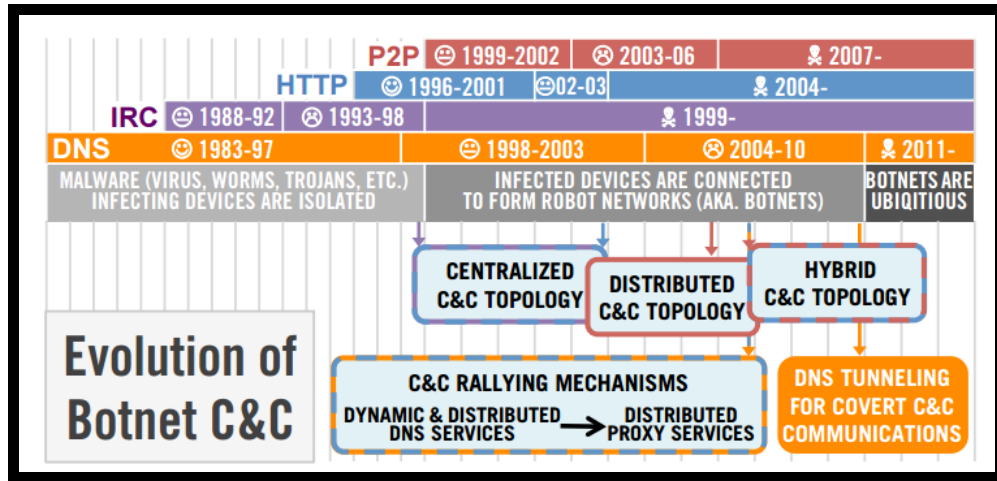 P2P 😐 1999-2002 ☹ 2003-06 ☠ 2007-
HTTP ☺ 1996-2001 😐02-03 ☠ 2004-
IRC 😐 1988-92 ☹ 1993-98 ☠ 1999-
DNS ☺ 1983-97 😐 1998-2003 ☹ 2004-10 ☠ 2011-
MALWARE (VIRUS, WORMS, TROJANS, ETC.)
INFECTING DEVICES ARE ISOLATED
INFECTED DEVICES ARE CONNECTED
TO FORM ROBOT NETWORKS (AKA. BOTNETS)
BOTNETS ARE
UBIQITIOUS
CENTRALIZED
C&C TOPOLOGY
DISTRIBUTED
C&C TOPOLOGY
HYBRID
C&C TOPOLOGY
Evolution of
Botnet C&C
C&C RALLYING MECHANISMS
DYNAMIC & DISTRIBUTED
DNS SERVICES
DISTRIBUTED
PROXY SERVICES
DNS TUNNELING
FOR COVERT C&C
COMMUNICATIONS